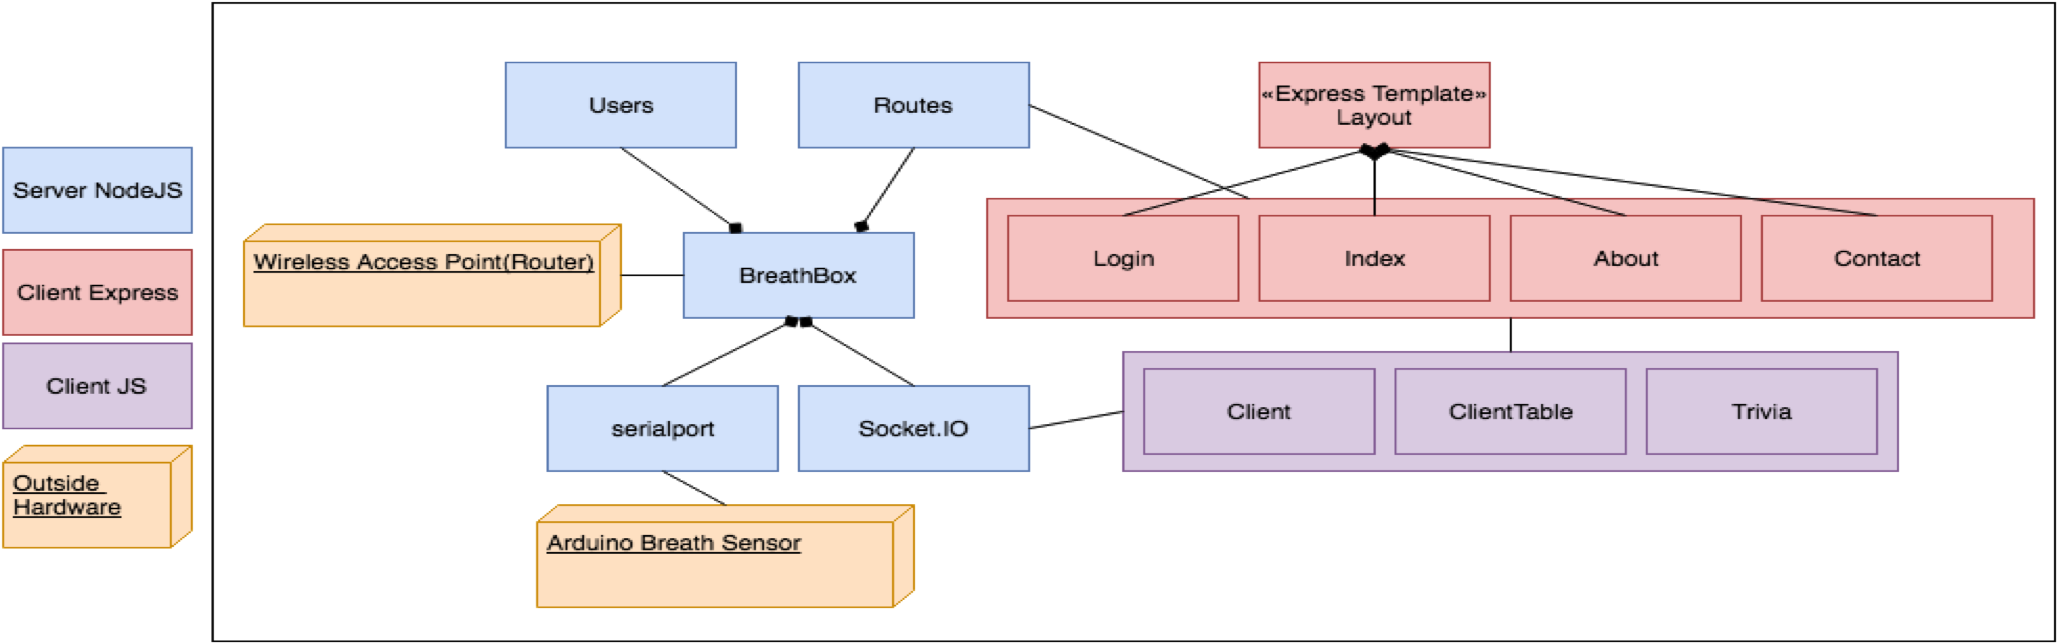 Server NodeJS
Client Express
Client JS
Outside
Hardware
Users
Routes
«Express Template»
Layout
Wireless Access Point(Router)
BreathBox
Login
Index
About
Contact
serialport
Socket.IO
Client
ClientTable
Trivia
Arduino Breath Sensor